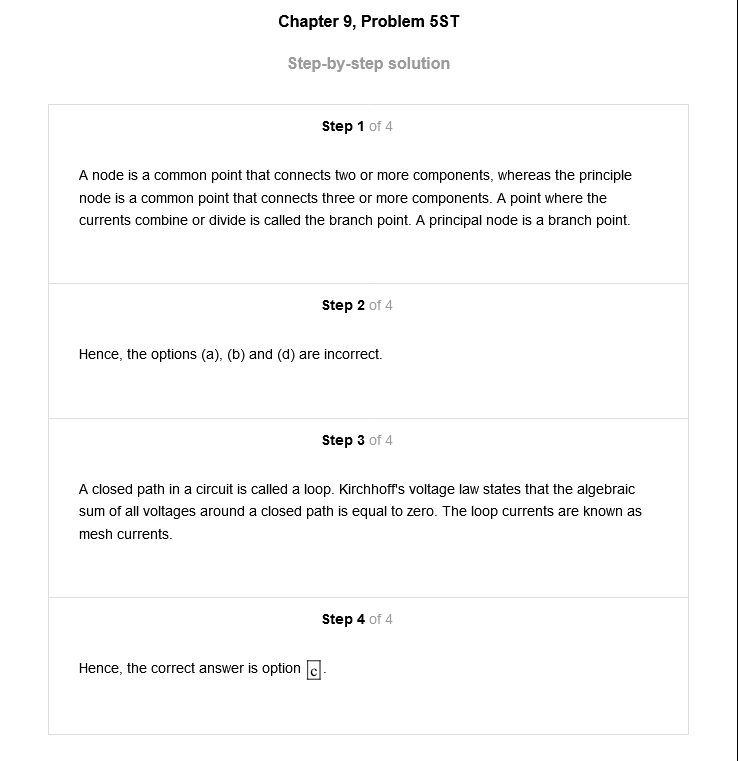 Chapter 9, Problem 5ST
Step-by-step solution
Step 1 of 4
A node is a common point that connects two or more components, whereas the principle
node is a common point that connects three or more components. A point where the
currents combine or divide is called the branch point. A principal node is a branch point.
Step 2 of 4
Hence, the options (a), (b) and (d) are incorrect.
Step 3 of 4
A closed path in a circuit is called a loop. Kirchhoff's voltage law states that the algebraic
sum of all voltages around a closed path is equal to zero. The loop currents are known as
mesh currents.
Step 4 of 4
Hence, the correct answer is option c.